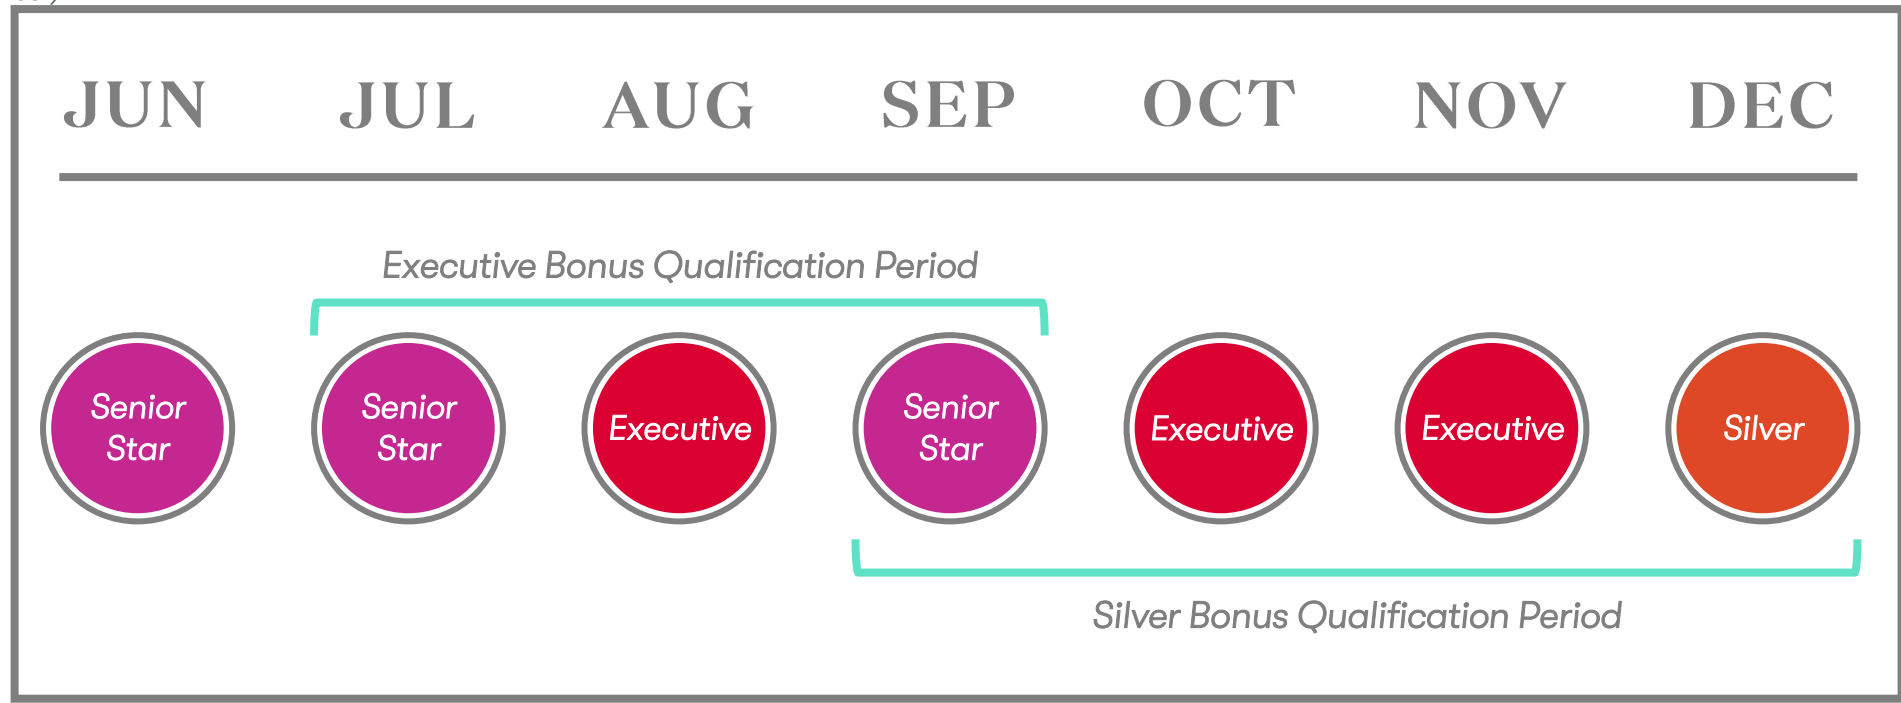 JUN JUL AUG SEP OCT NOV DEC
Executive Bonus Qualification Period
Senior
Star
Senior
Star
Executive
Senior
Star
Executive
Executive
Silver
Silver Bonus Qualification Period